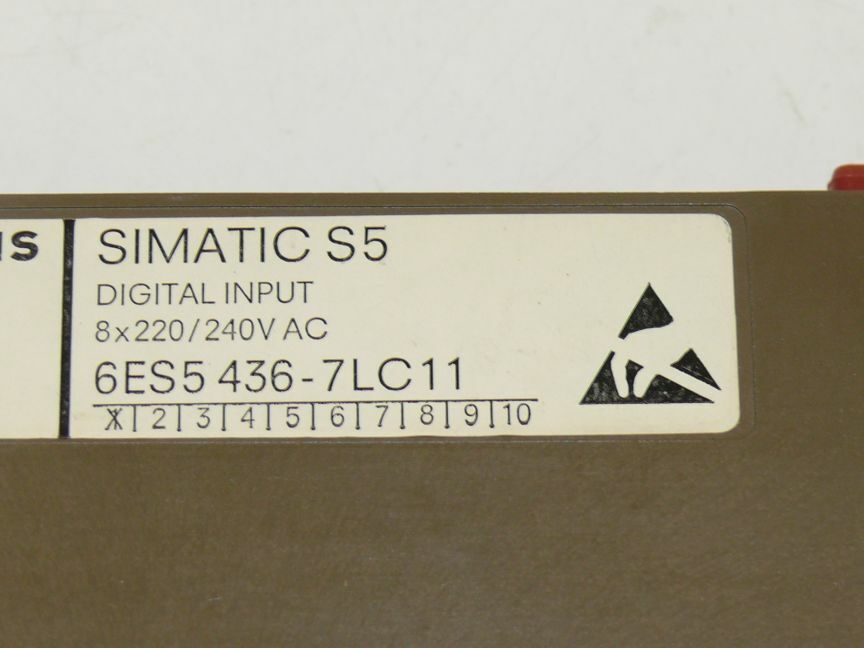 SIMATIC S5
DIGITAL INPUT
8x220/240V AC
6ES5 436-7LC11
X|2|3|4|5|6|7|8|9|10